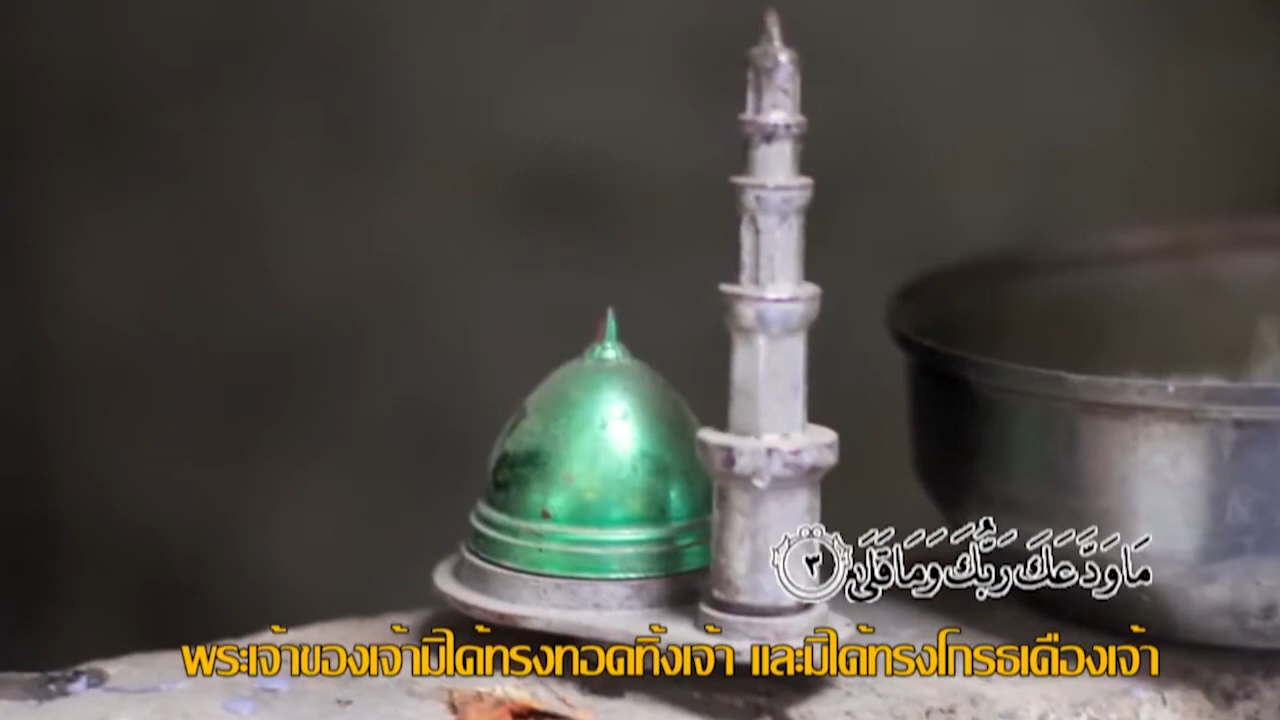 مَا وَدَّعَكَ رَبُّكَ وَمَا قَلَىٰ ٣
พระเจ้าของเจ้ามิได้ทรงทอดทิ้งเจ้า และมิได้ทรงโกรธเคืองเจ้า